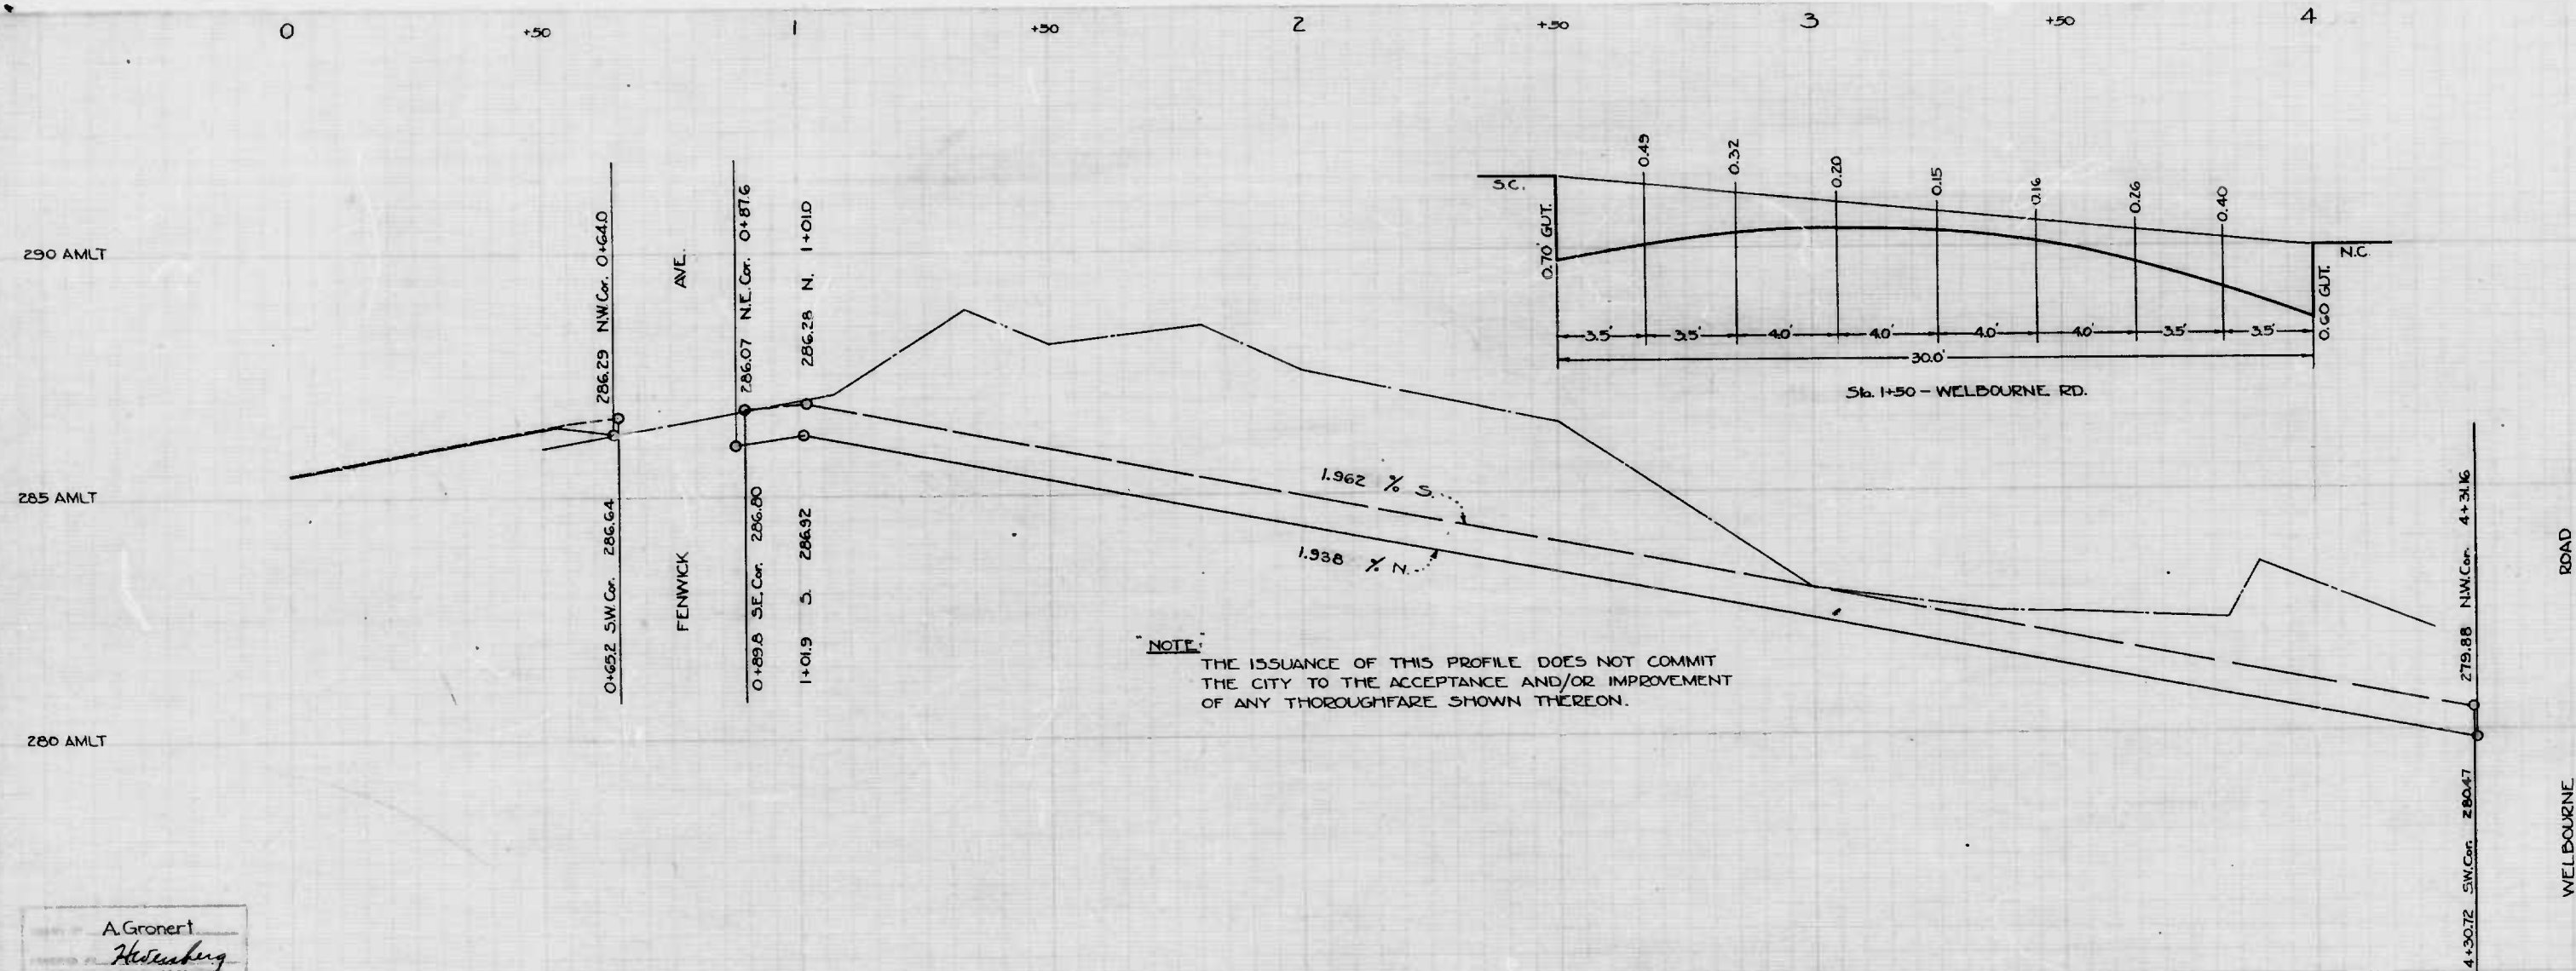 0 +50 1 +50 2 +50 3 +50 4
290 AMLT
285 AMLT
280 AMLT
286.29 N.W.Cor. 0+64.0
0+65.2 S.W.Cor. 286.64
FENWICK AVE.
286.07 N.E.Cor. 0+87.6
0+89.8 S.E.Cor. 286.80
286.28 N. 1+01.0
1+01.9 S. 286.92
1.962 % S.
1.938 % N.
S.C.
0.70' GUT.
0.49
0.32
0.20
0.15
0.16
0.26
0.40
N.C.
0.60 GUT.
3.5' 3.5' 4.0' 4.0' 4.0' 4.0' 3.5' 3.5'
30.0'
Sta. 1+50 - WELBOURNE RD.
"NOTE:"
THE ISSUANCE OF THIS PROFILE DOES NOT COMMIT
THE CITY TO THE ACCEPTANCE AND/OR IMPROVEMENT
OF ANY THOROUGHFARE SHOWN THEREON.
279.88 N.W.Cor. 4+31.16
4+30.72 S.W.Cor. 280.47
WELBOURNE ROAD
A.Gronert